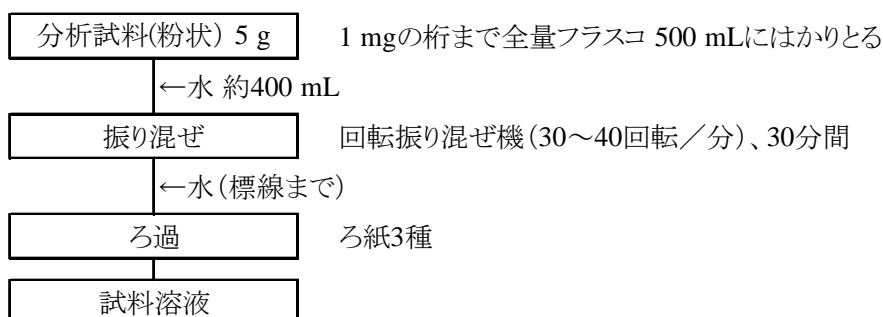 分析試料(粉状) 5 g 1 mgの桁まで全量フラスコ 500 mLにはかりとる
←水 約400 mL
振り混ぜ 回転振り混ぜ機(30~40回転/分)、30分間
←水(標線まで)
ろ過 ろ紙3種
試料溶液